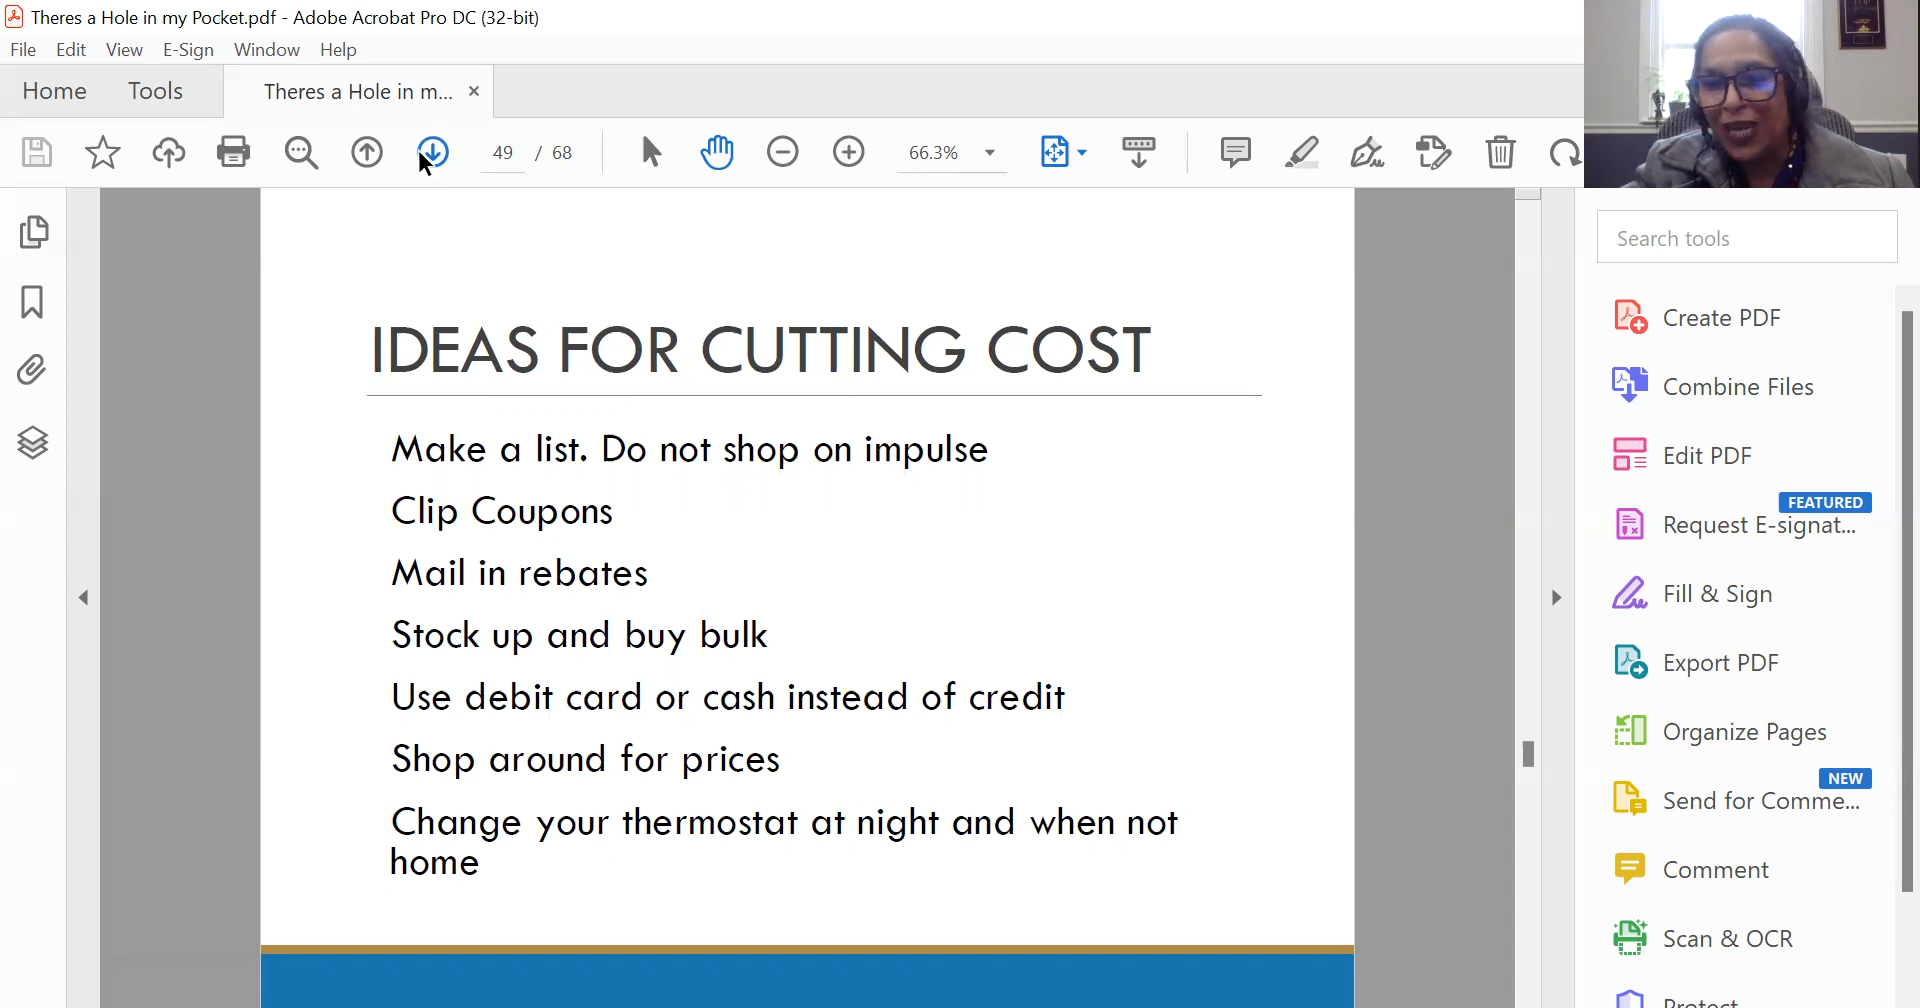 Theres a Hole in my Pocket.pdf - Adobe Acrobat Pro DC (32-bit)
File Edit View E-Sign Window Help
Home Tools Theres a Hole in m... ×
49 / 68 66.3%
Search tools
IDEAS FOR CUTTING COST
Make a list. Do not shop on impulse
Clip Coupons
Mail in rebates
Stock up and buy bulk
Use debit card or cash instead of credit
Shop around for prices
Change your thermostat at night and when not
home
Create PDF
Combine Files
Edit PDF
FEATURED
Request E-signat...
Fill & Sign
Export PDF
Organize Pages
NEW
Send for Comme...
Comment
Scan & OCR
Protect